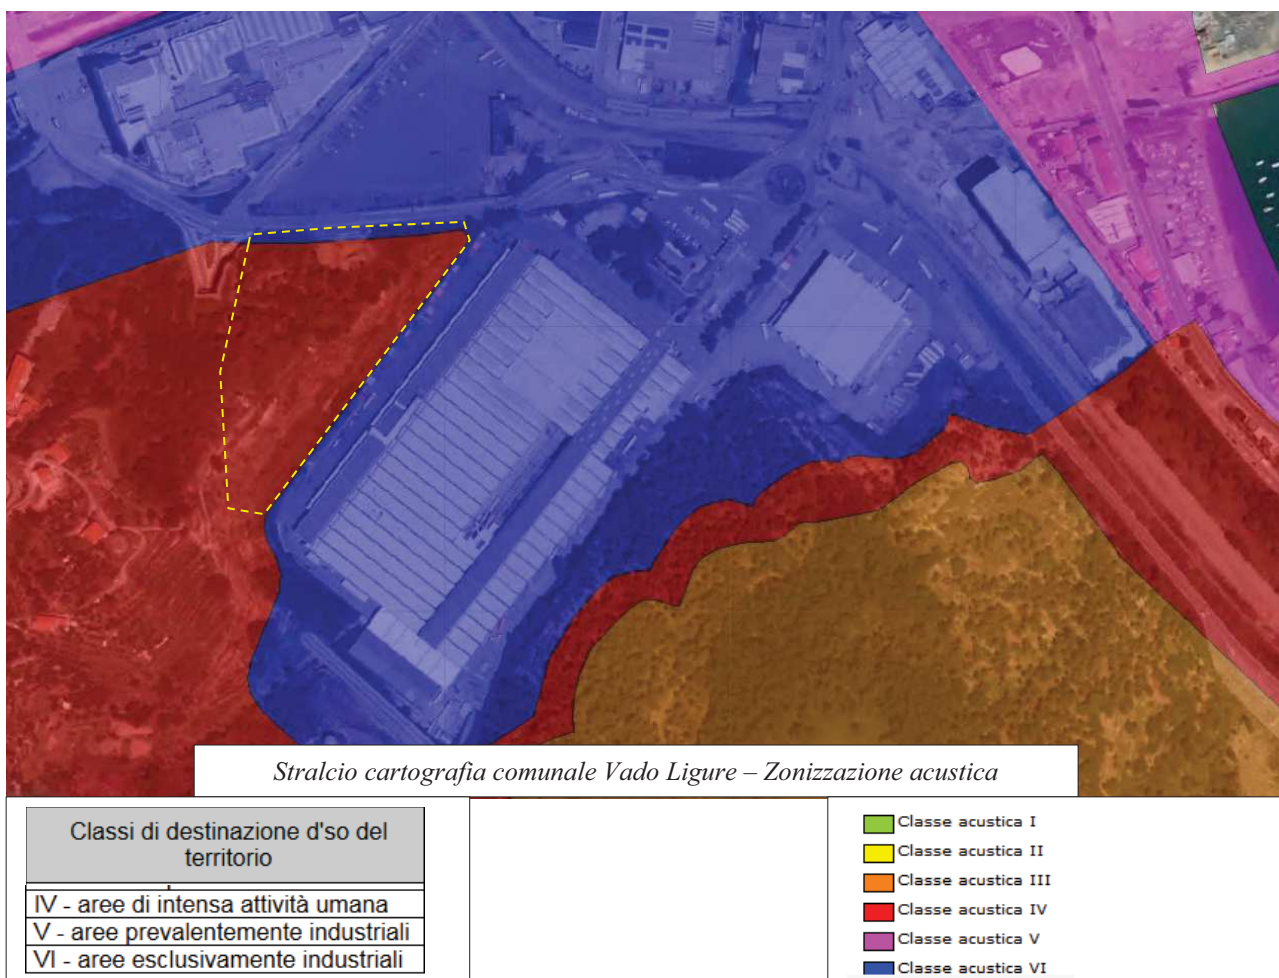 Stralcio cartografia comunale Vado Ligure – Zonizzazione acustica
Classi di destinazione d'so del
territorio
IV - aree di intensa attività umana
V - aree prevalentemente industriali
VI - aree esclusivamente industriali
Classe acustica I
Classe acustica II
Classe acustica III
Classe acustica IV
Classe acustica V
Classe acustica VI